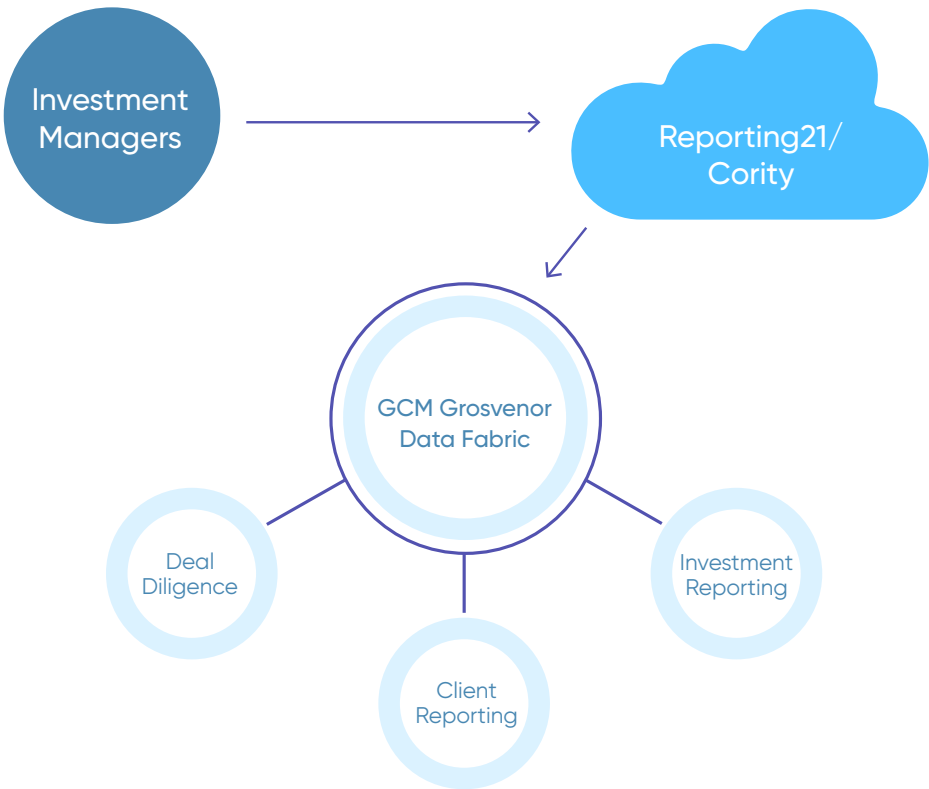 Investment
Managers
Reporting21/
Cority
GCM Grosvenor
Data Fabric
Deal
Diligence
Client
Reporting
Investment
Reporting